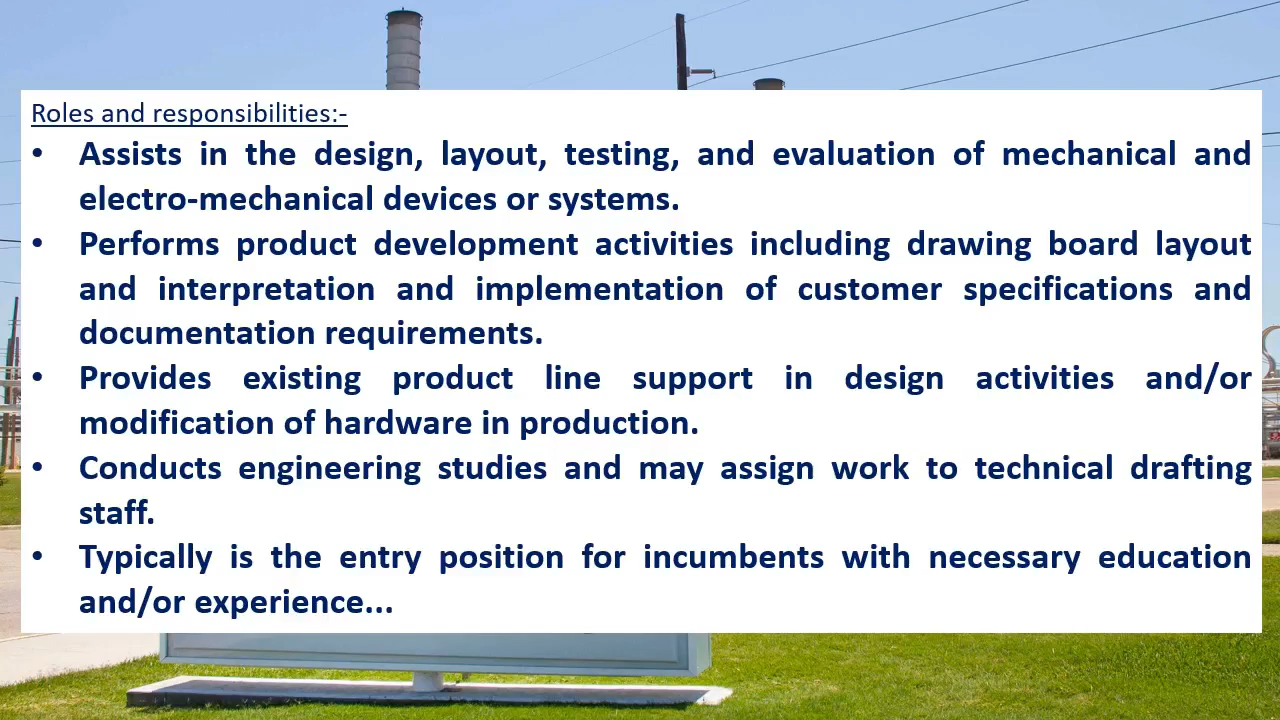 Roles and responsibilities:-
• Assists in the design, layout, testing, and evaluation of mechanical and
electro-mechanical devices or systems.
• Performs product development activities including drawing board layout
and interpretation and implementation of customer specifications and
documentation requirements.
• Provides existing product line support in design activities and/or
modification of hardware in production.
• Conducts engineering studies and may assign work to technical drafting
staff.
• Typically is the entry position for incumbents with necessary education
and/or experience...